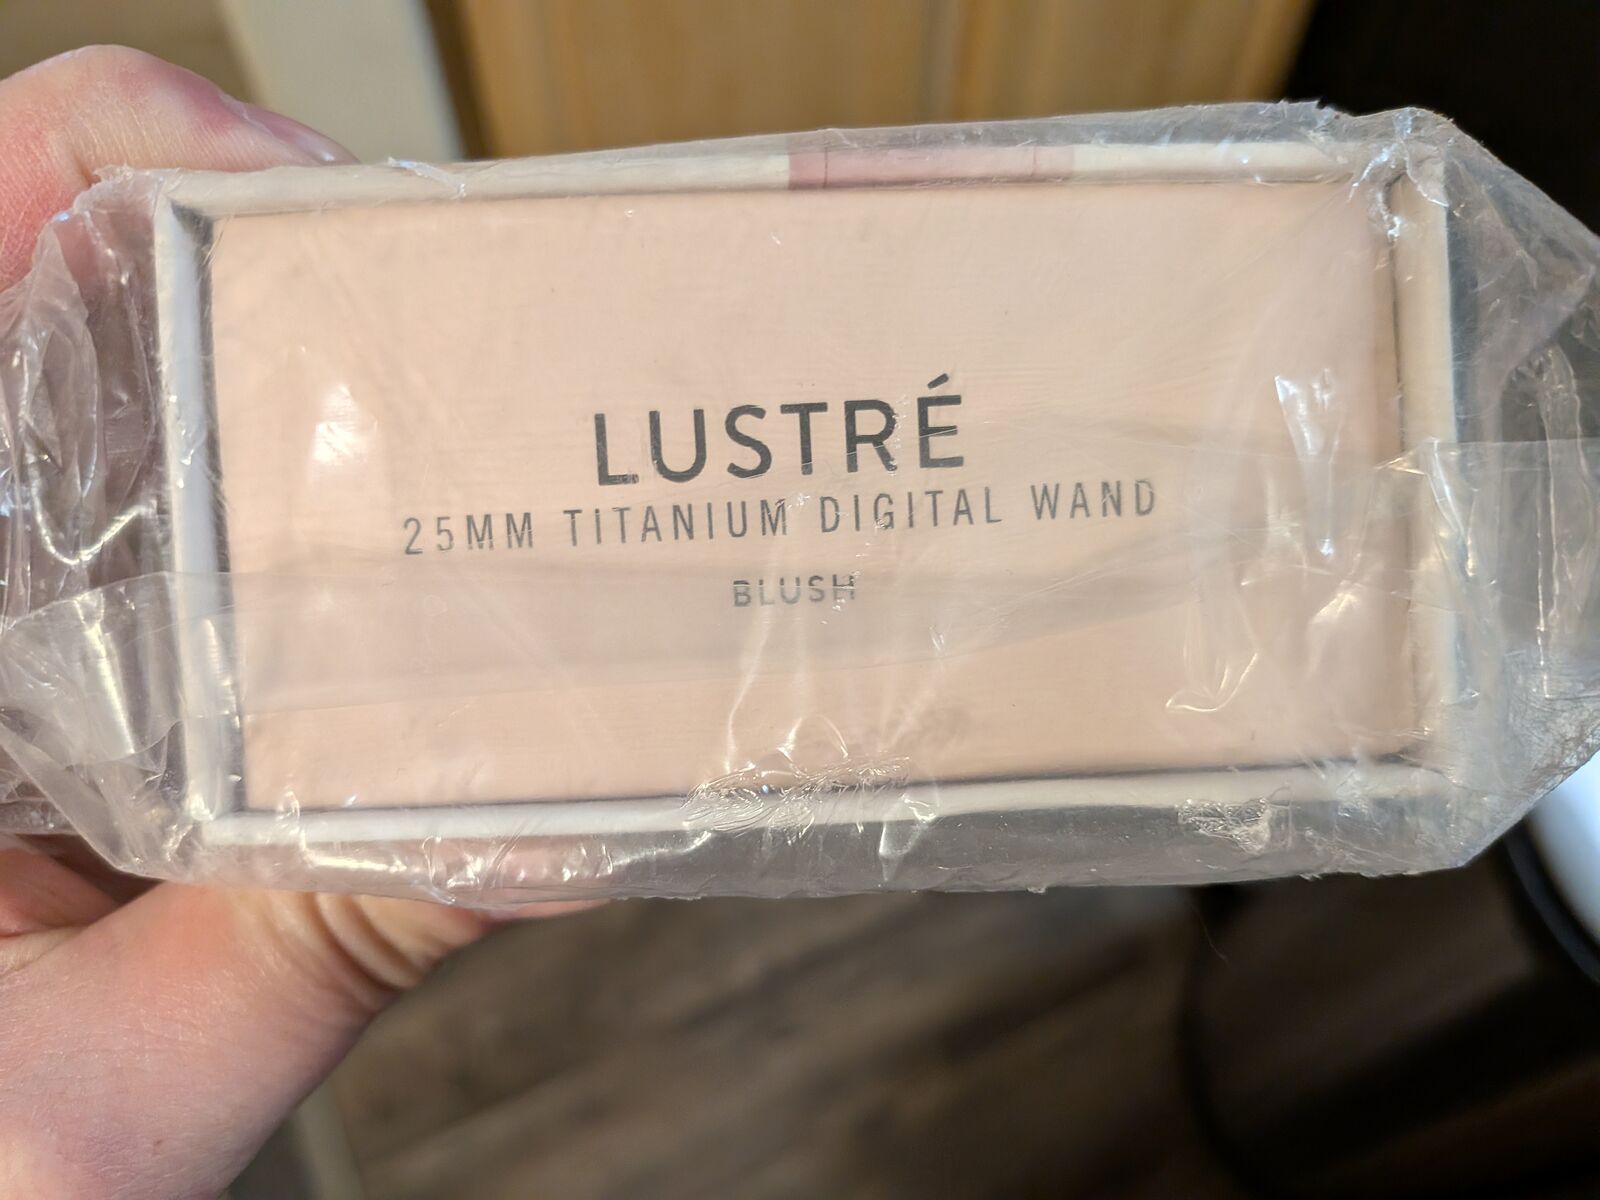 LUSTRÉ
25MM TITANIUM DIGITAL WAND
BLUSH